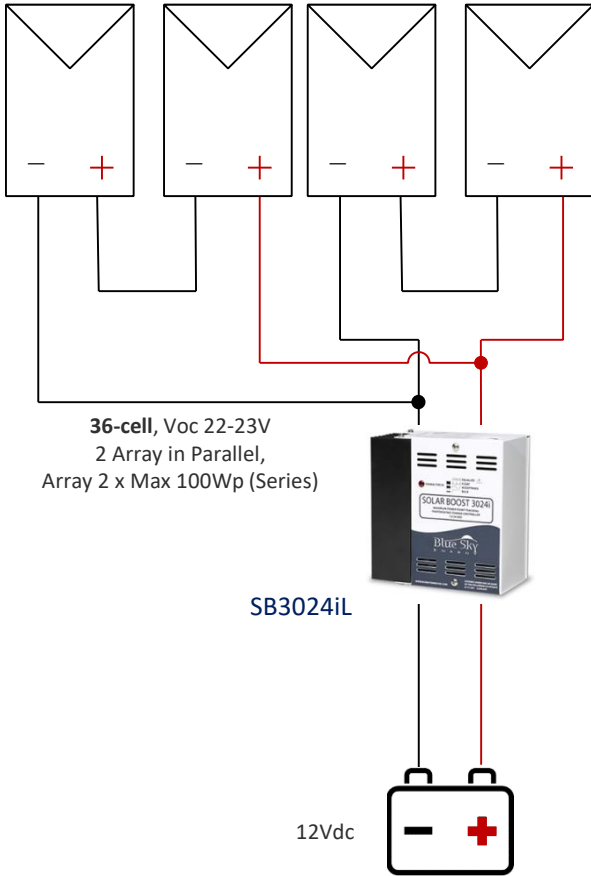 − + − + − + − +
36-cell, Voc 22-23V
2 Array in Parallel,
Array 2 x Max 100Wp (Series)
SOLAR BOOST 3024i
Blue Sky
SB3024iL
12Vdc
− +